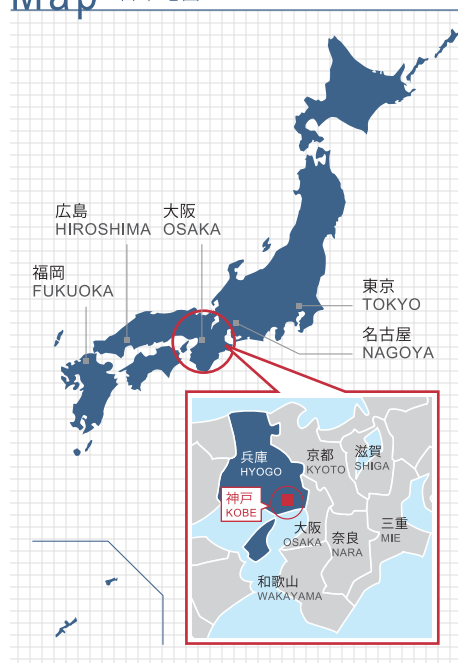 Map
広島
HIROSHIMA
大阪
OSAKA
福岡
FUKUOKA
東京
TOKYO
名古屋
NAGOYA
兵庫
HYOGO
京都
KYOTO
滋賀
SHIGA
神戸
KOBE
大阪
OSAKA
奈良
NARA
三重
MIE
和歌山
WAKAYAMA